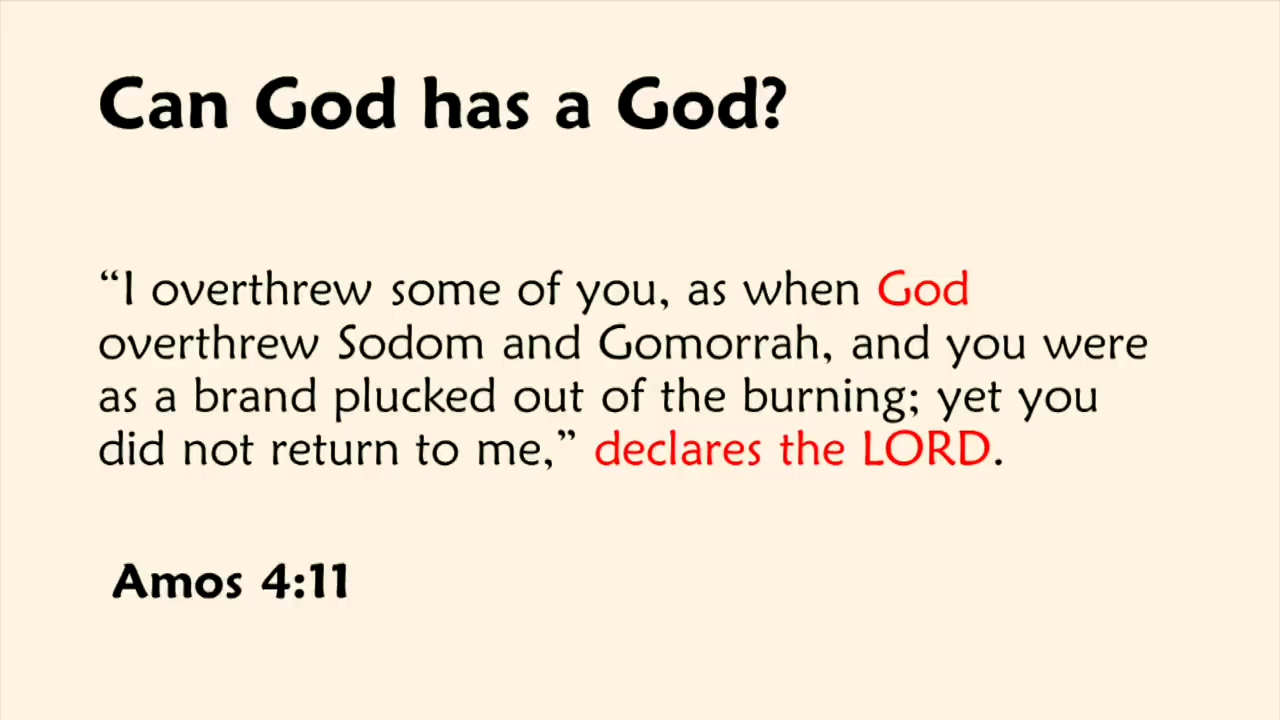 Can God has a God?
“I overthrew some of you, as when God
overthrew Sodom and Gomorrah, and you were
as a brand plucked out of the burning; yet you
did not return to me,” declares the LORD.
Amos 4:11